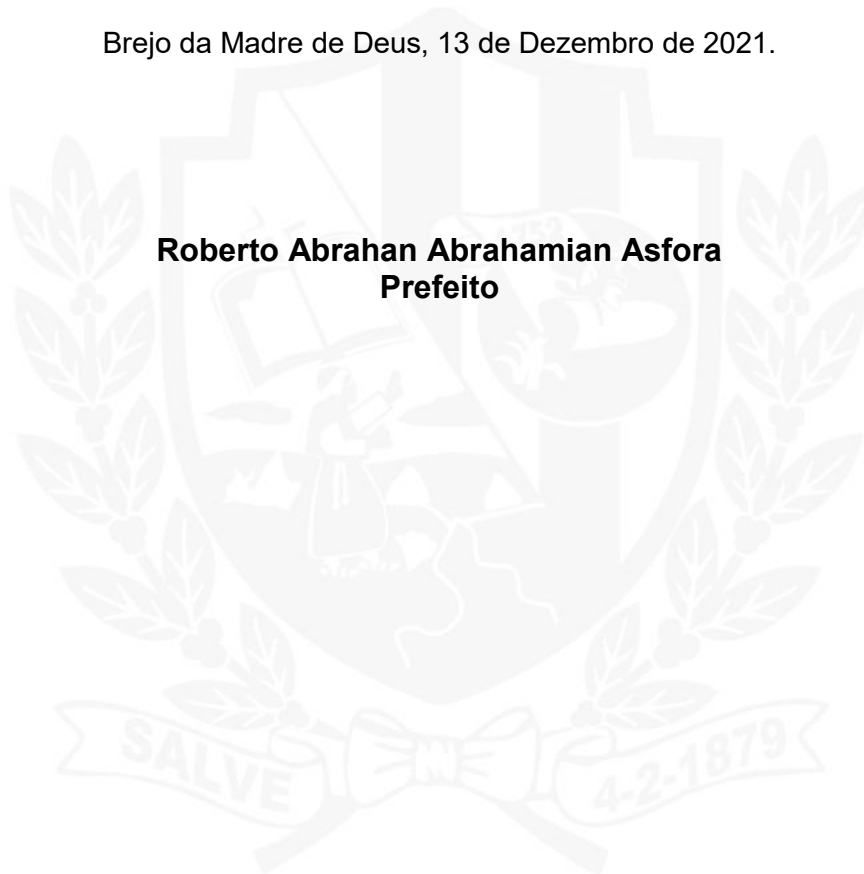 Brejo da Madre de Deus, 13 de Dezembro de 2021.
Roberto Abrahan Abrahamian Asfora
Prefeito
1752
SALVE
4-2-1879